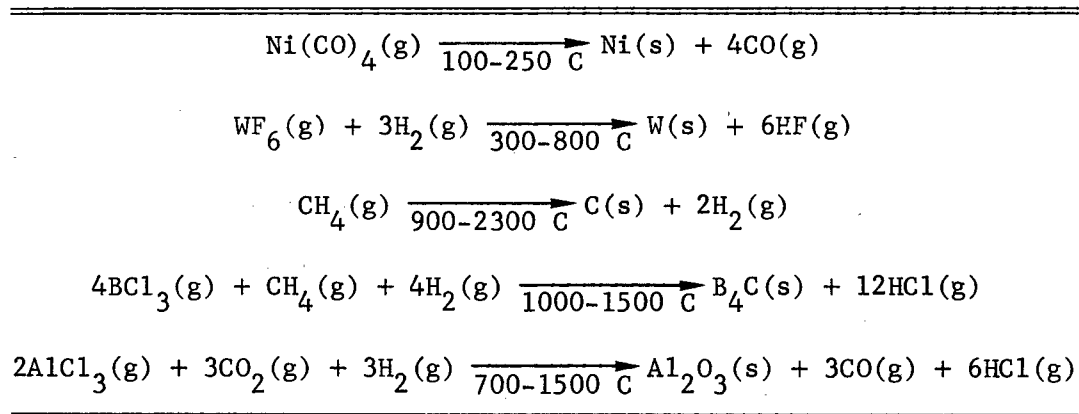 Ni(CO)₄(g) ⟶ 100-250 C Ni(s) + 4CO(g)
WF₆(g) + 3H₂(g) ⟶ 300-800 C W(s) + 6HF(g)
CH₄(g) ⟶ 900-2300 C C(s) + 2H₂(g)
4BCl₃(g) + CH₄(g) + 4H₂(g) ⟶ 1000-1500 C B₄C(s) + 12HCl(g)
2AlCl₃(g) + 3CO₂(g) + 3H₂(g) ⟶ 700-1500 C Al₂O₃(s) + 3CO(g) + 6HCl(g)